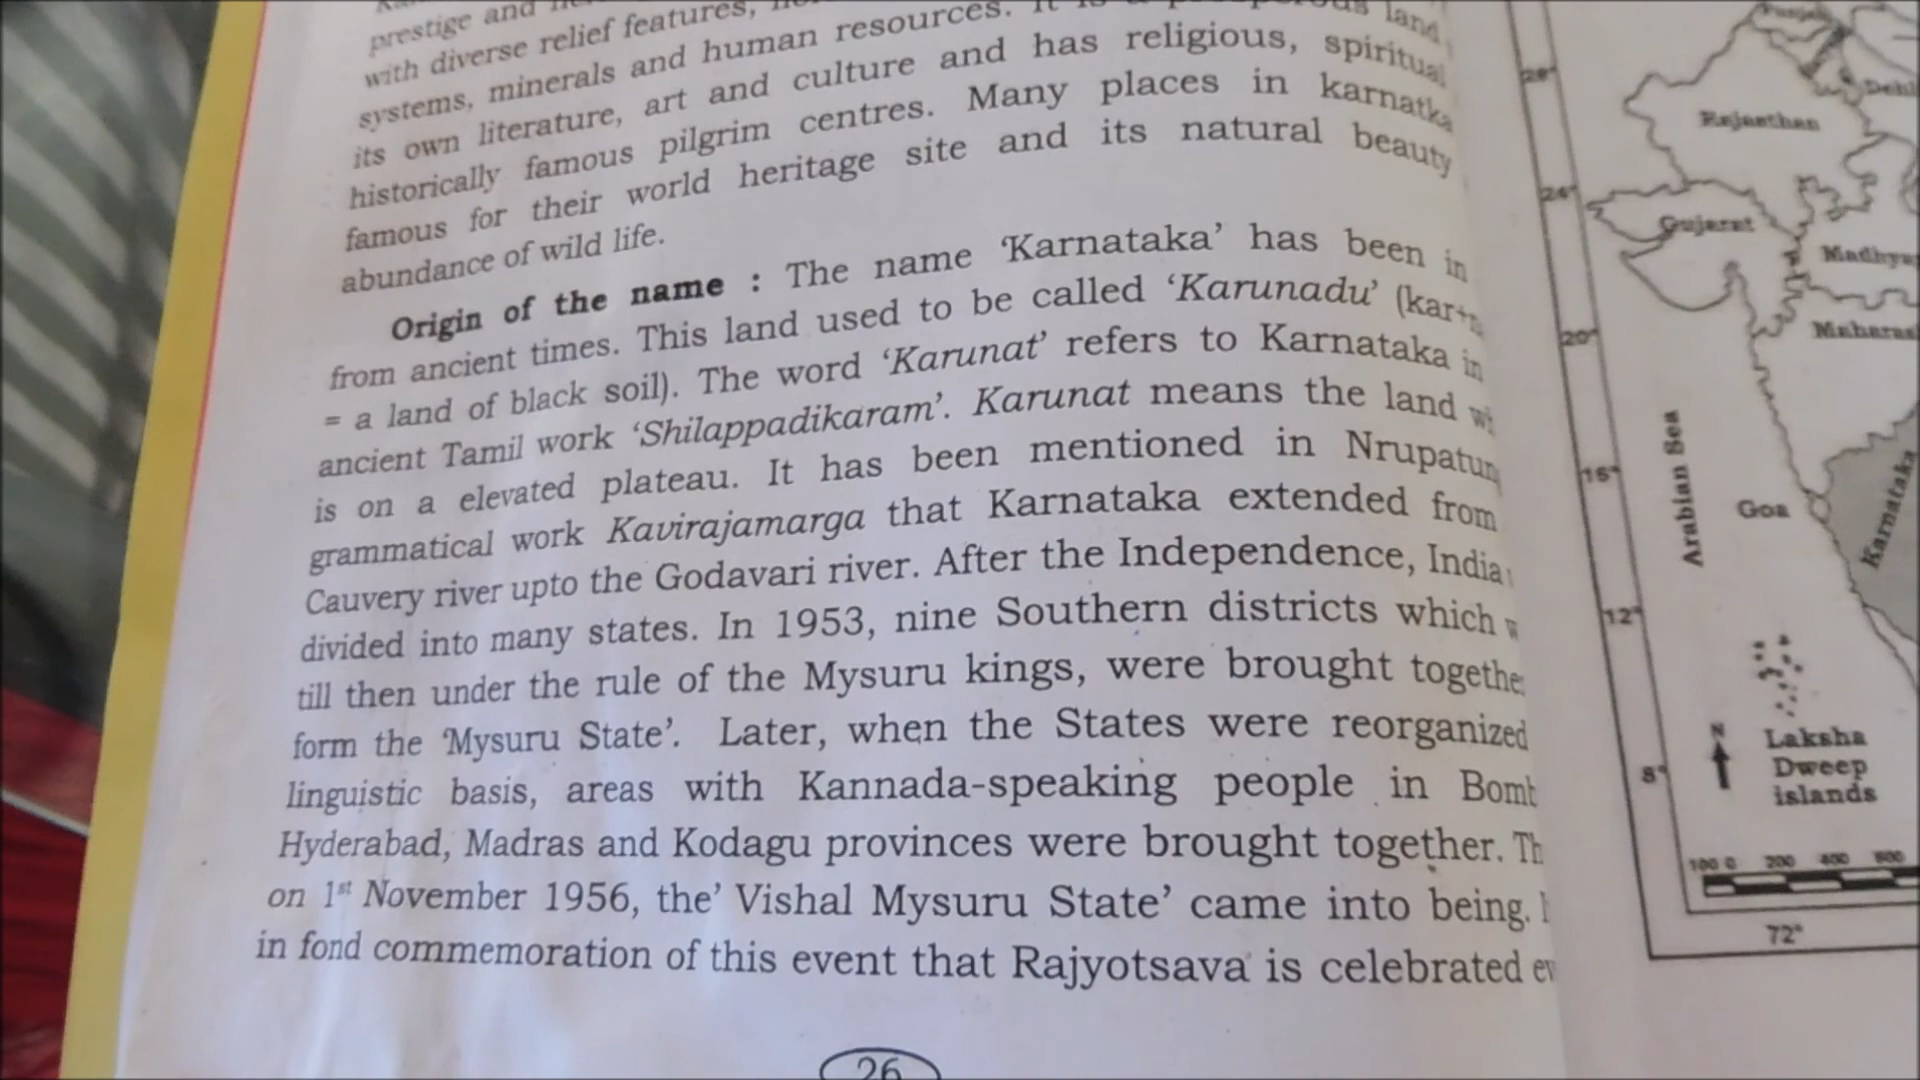 prestige and
with diverse relief features,
systems, minerals and human resources. It is a prosperous land
its own literature, art and culture and has religious, spiritual
historically famous pilgrim centres. Many places in karnatka
famous for their world heritage site and its natural beauty
abundance of wild life.
Origin of the name : The name 'Karnataka' has been in
from ancient times. This land used to be called 'Karunadu' (kar+
= a land of black soil). The word 'Karunat' refers to Karnataka in
ancient Tamil work 'Shilappadikaram'. Karunat means the land
is on a elevated plateau. It has been mentioned in Nrupatun
grammatical work Kavirajamarga that Karnataka extended from
Cauvery river upto the Godavari river. After the Independence, India
divided into many states. In 1953, nine Southern districts which
till then under the rule of the Mysuru kings, were brought togethe
form the 'Mysuru State'. Later, when the States were reorganized
linguistic basis, areas with Kannada-speaking people in Bomb
Hyderabad, Madras and Kodagu provinces were brought together. Th
on 1st November 1956, the' Vishal Mysuru State' came into being.
in fond commemoration of this event that Rajyotsava is celebrated ev
26
28°
Delhi
Rajasthan
24°
Gujarat
Madhya
20°
Maharas
16°
Arabian Sea
Goa
Karnataka
12°
N
Laksha
Dweep
islands
8°
100 0 200 400 600
72°